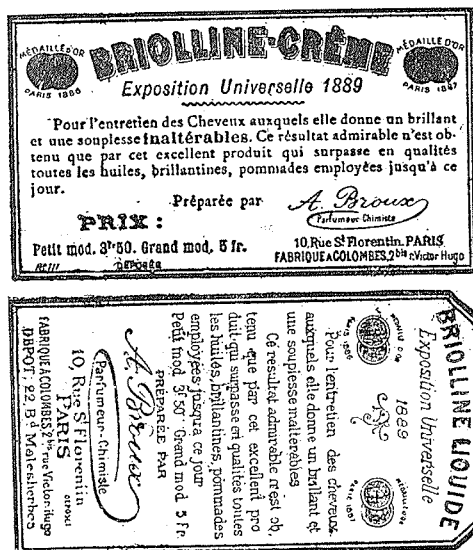 BRIOLLINE-CRÈME
MÉDAILLE D'OR
PARIS 1886
MÉDAILLE D'OR
PARIS 1887
Exposition Universelle 1889
Pour l'entretien des Cheveux auxquels elle donne un brillant
et une souplesse inaltérables. Ce résultat admirable n'est ob-
tenu que par cet excellent produit qui surpasse en qualités
toutes les huiles, brillantines, pommades employées jusqu'à ce
jour.
Préparée par
A. Broux
Parfumeur Chimiste
PRIX:
Petit mod. 3fr50. Grand mod. 5 fr.
DÉPOSÉE
10, Rue St Florentin. PARIS
FABRIQUE A COLOMBES, 2bis r. Victor Hugo
BRIOLLINE LIQUIDE
Exposition Universelle
1889
PARIS 1886
PARIS 1887
Pour l'entretien des cheveux
auxquels elle donne un brillant et
une souplesse inaltérables
Ce résultat admirable n'est ob.
tenu que par cet excellent pro
duit qui surpasse en qualités toutes
les huiles, brillantines, pommades
employées jusqu'à ce jour
Petit mod 3f50 Grand mod 5 fr.
PRÉPARÉE PAR
A. Broux
Parfumeur-Chimiste
10, Rue St Florentin
PARIS
FABRIQUE A COLOMBES, 2bis rue Victor-Hugo
DÉPOT: 22, Bd Malesherbes